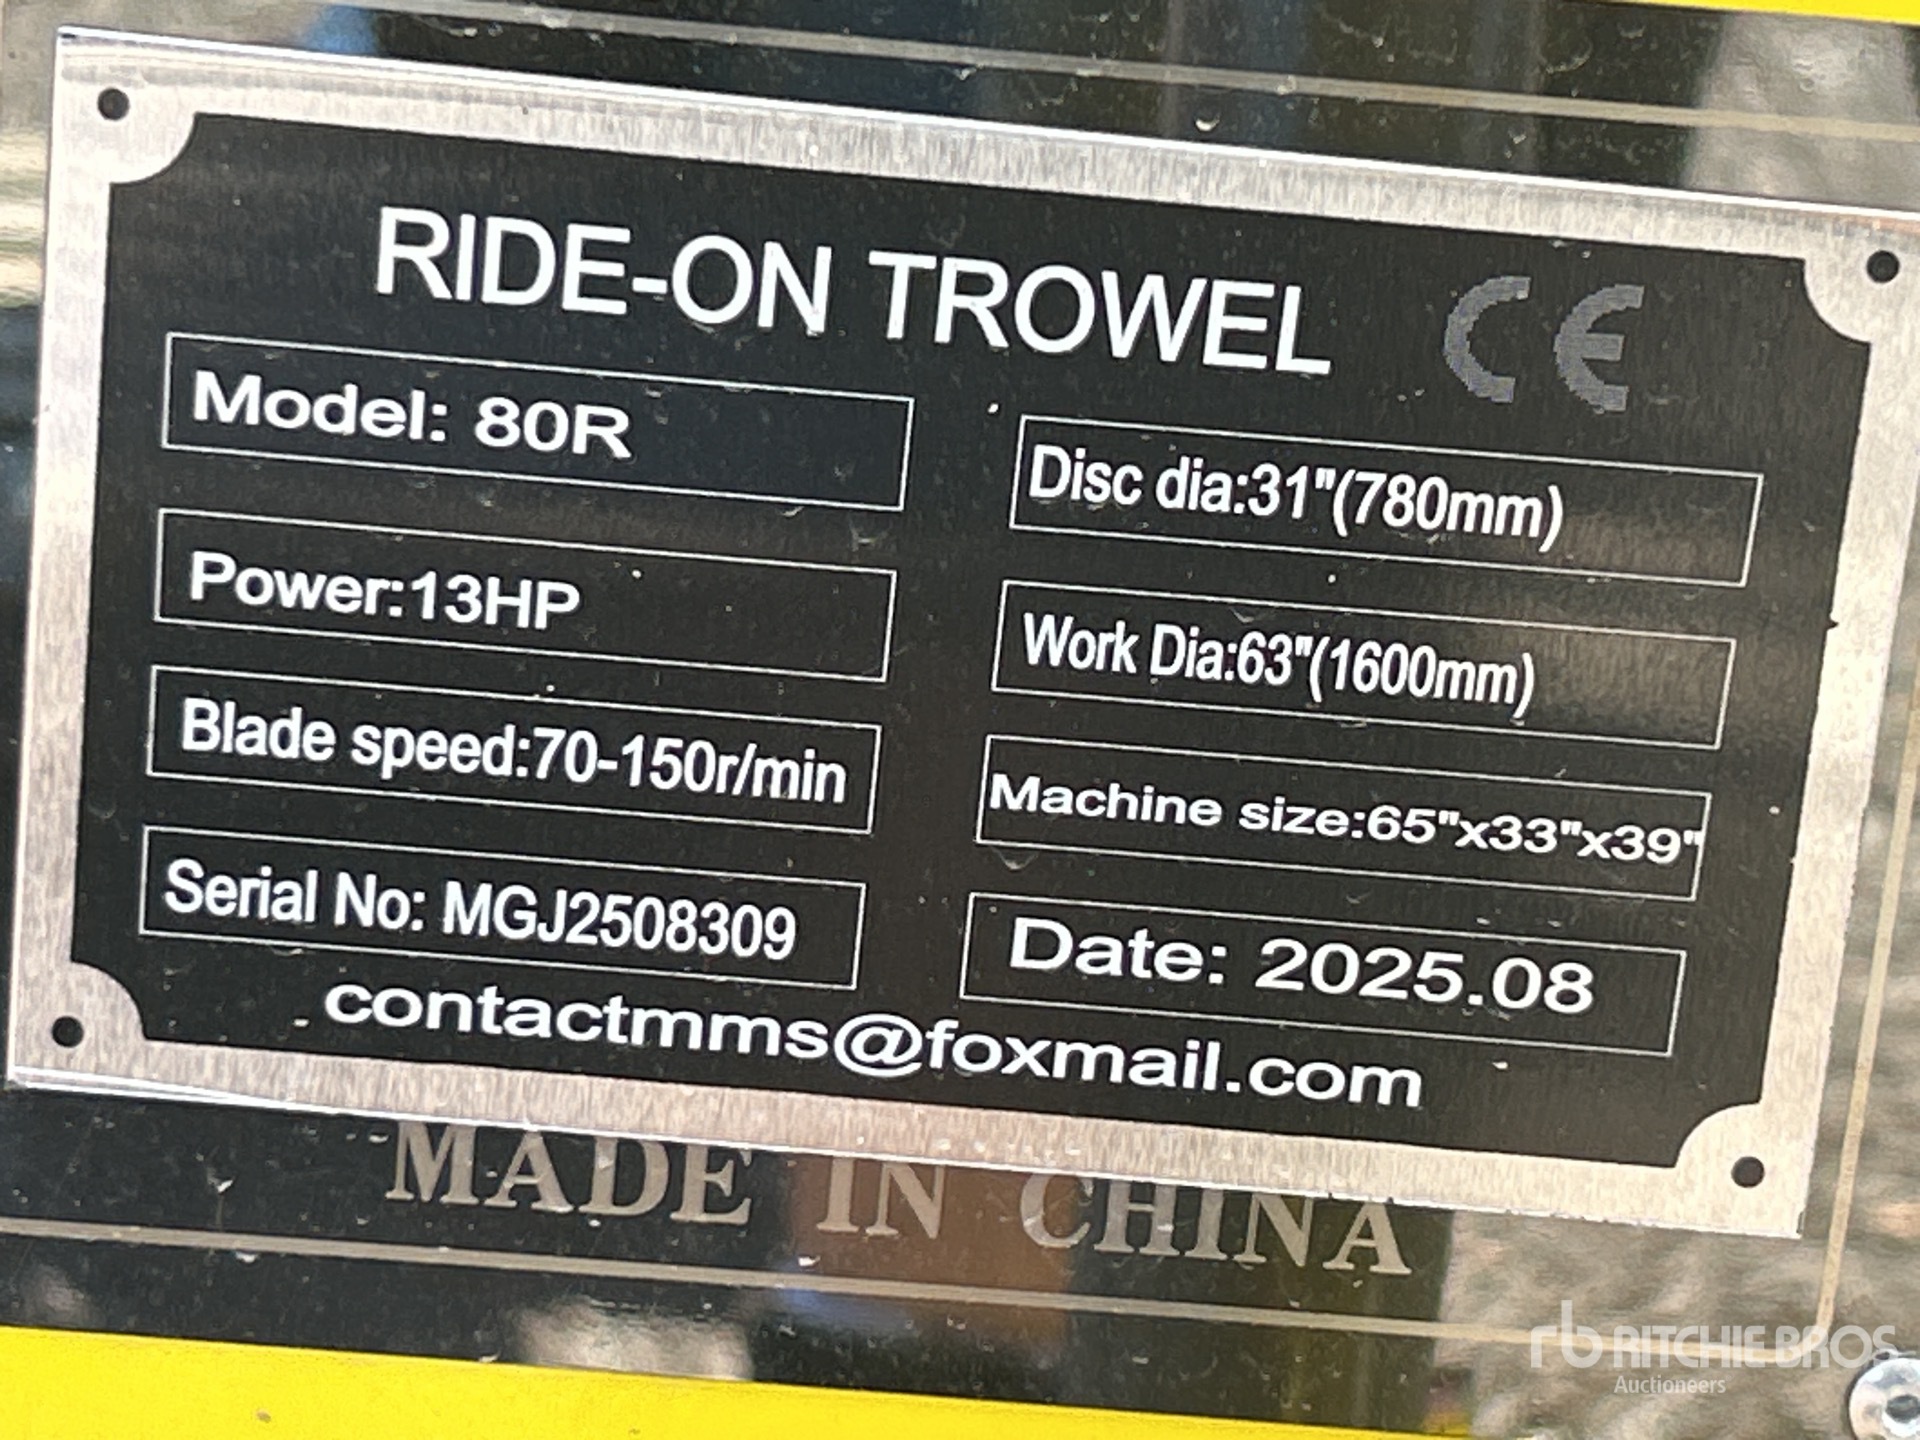 RIDE-ON TROWEL CE
Model: 80R
Disc dia:31"(780mm)
Power:13HP
Work Dia:63"(1600mm)
Blade speed:70-150r/min
Machine size:65"x33"x39"
Serial No: MGJ2508309
Date: 2025.08
contactmms@foxmail.com
MADE IN CHINA
rb RITCHIE BROS
Auctioneers